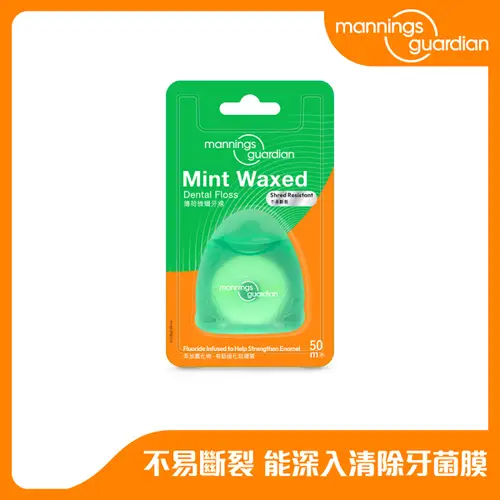 mannings
guardian
mannings
guardian
Mint Waxed
Dental Floss
薄荷微蠟牙線
Shred Resistant
不易斷裂
mannings
guardian
Fluoride Infused to Help Strengthen Enamel
50
m米
不易斷裂 能深入清除牙菌膜